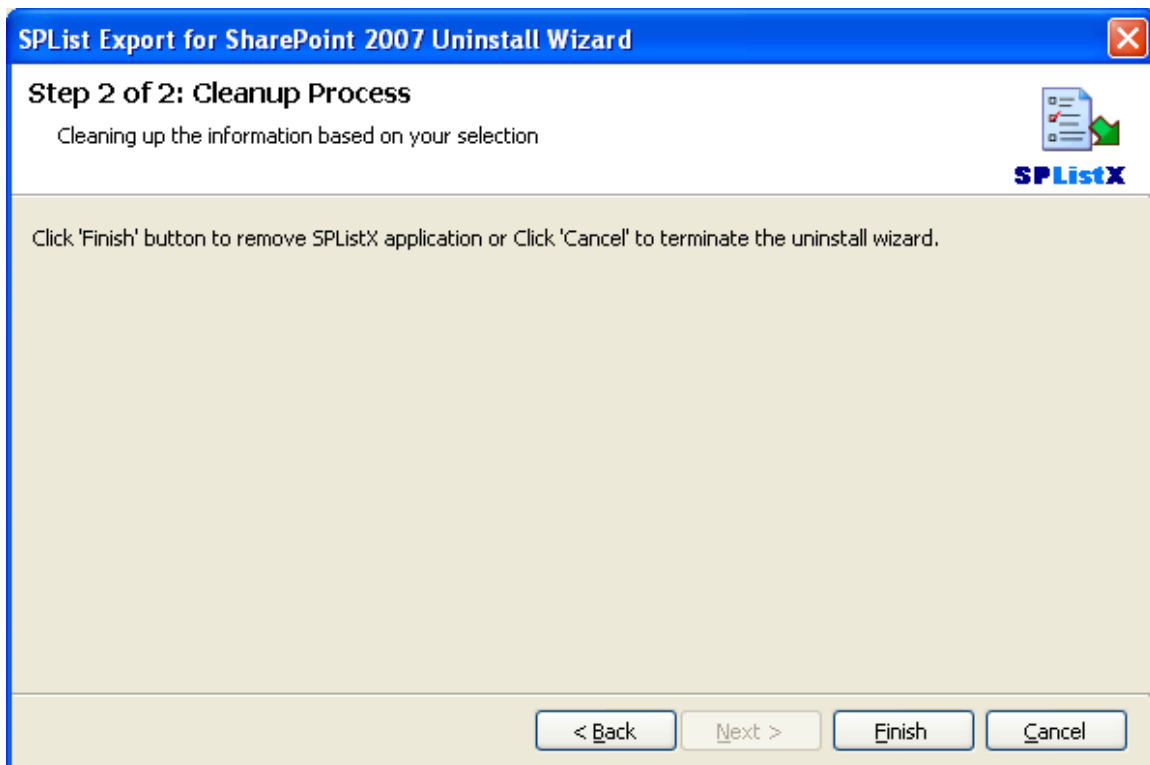 SPList Export for SharePoint 2007 Uninstall Wizard
Step 2 of 2: Cleanup Process
Cleaning up the information based on your selection
SPListX
Click 'Finish' button to remove SPListX application or Click 'Cancel' to terminate the uninstall wizard.
< Back Next > Finish Cancel